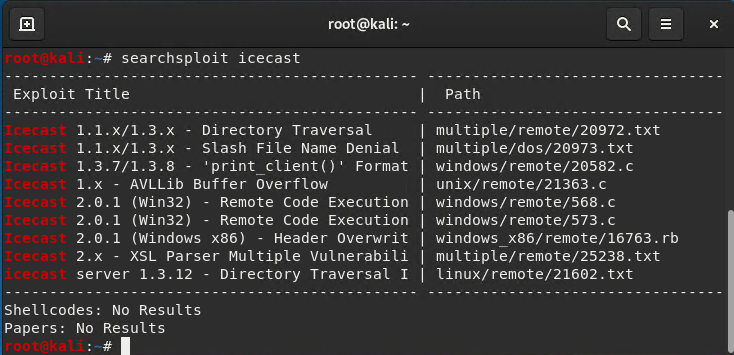 root@kali: ~
root@kali:~# searchsploit icecast
--------------------------------------------- ---------------------------------
 Exploit Title                                |  Path
--------------------------------------------- ---------------------------------
Icecast 1.1.x/1.3.x - Directory Traversal     | multiple/remote/20972.txt
Icecast 1.1.x/1.3.x - Slash File Name Denial  | multiple/dos/20973.txt
Icecast 1.3.7/1.3.8 - 'print_client()' Format | windows/remote/20582.c
Icecast 1.x - AVLLib Buffer Overflow          | unix/remote/21363.c
Icecast 2.0.1 (Win32) - Remote Code Execution | windows/remote/568.c
Icecast 2.0.1 (Win32) - Remote Code Execution | windows/remote/573.c
Icecast 2.0.1 (Windows x86) - Header Overwrit | windows_x86/remote/16763.rb
Icecast 2.x - XSL Parser Multiple Vulnerabili | multiple/remote/25238.txt
icecast server 1.3.12 - Directory Traversal I | linux/remote/21602.txt
--------------------------------------------- ---------------------------------
Shellcodes: No Results
Papers: No Results
root@kali:~#